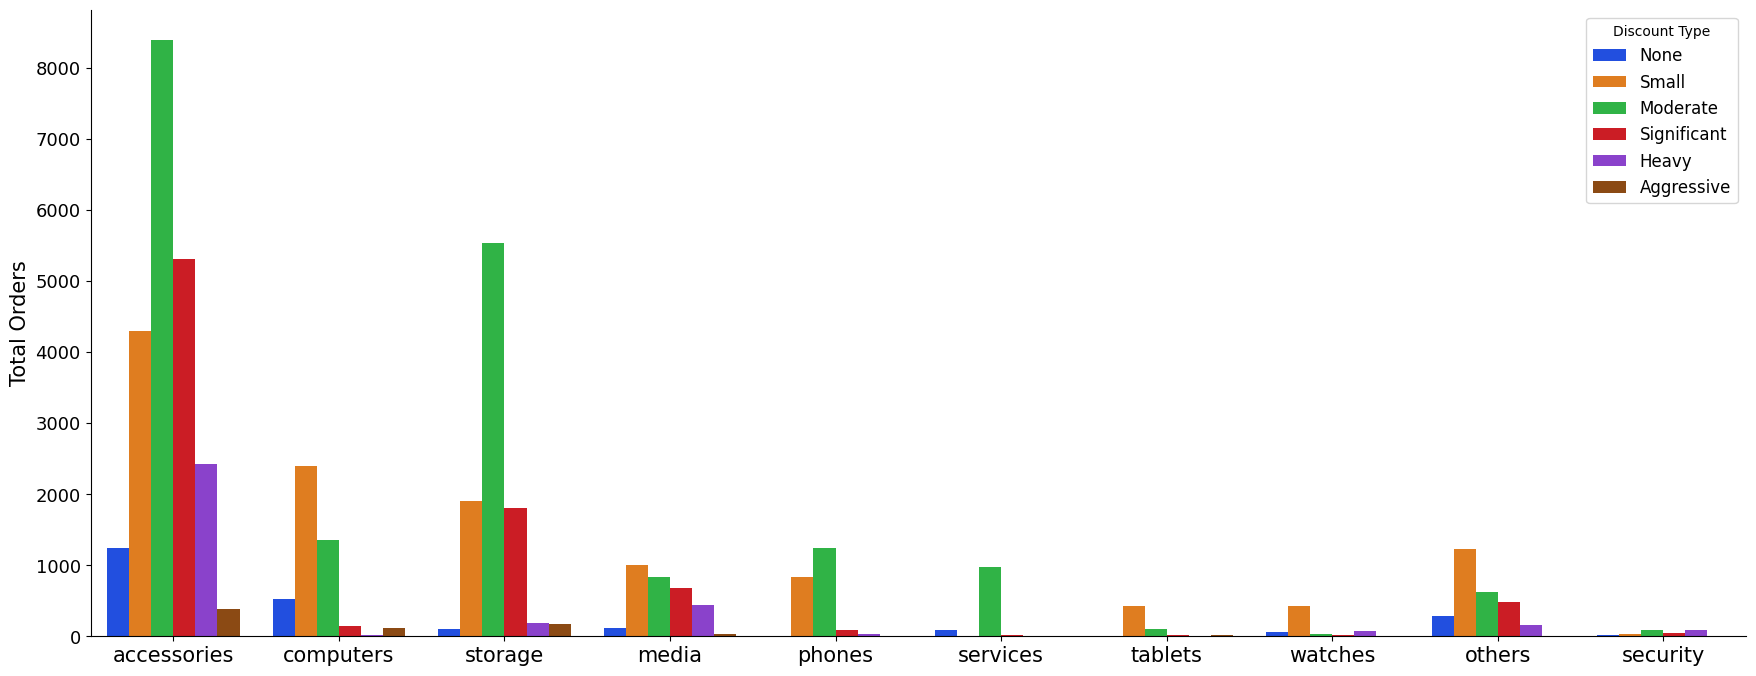 Discount Type
None
Small
Moderate
Significant
Heavy
Aggressive
Total Orders
8000
7000
6000
5000
4000
3000
2000
1000
0
accessories computers storage media phones services tablets watches others security